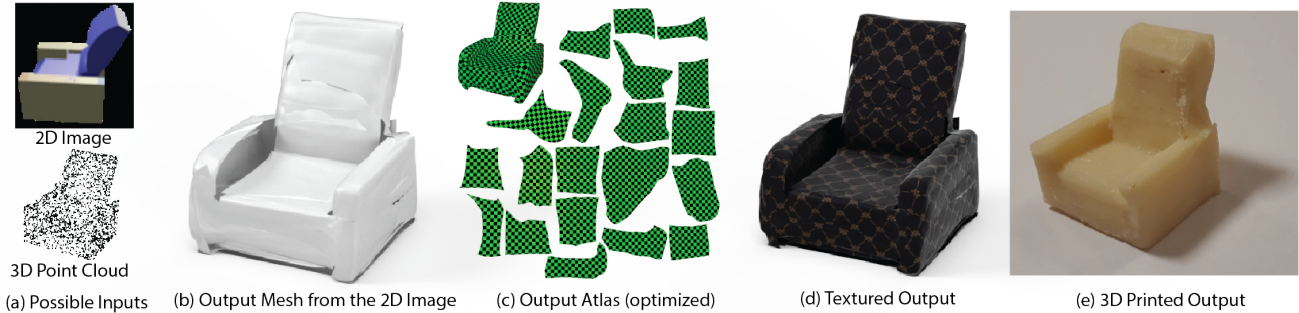 2D Image
3D Point Cloud
(a) Possible Inputs
(b) Output Mesh from the 2D Image
(c) Output Atlas (optimized)
(d) Textured Output
(e) 3D Printed Output